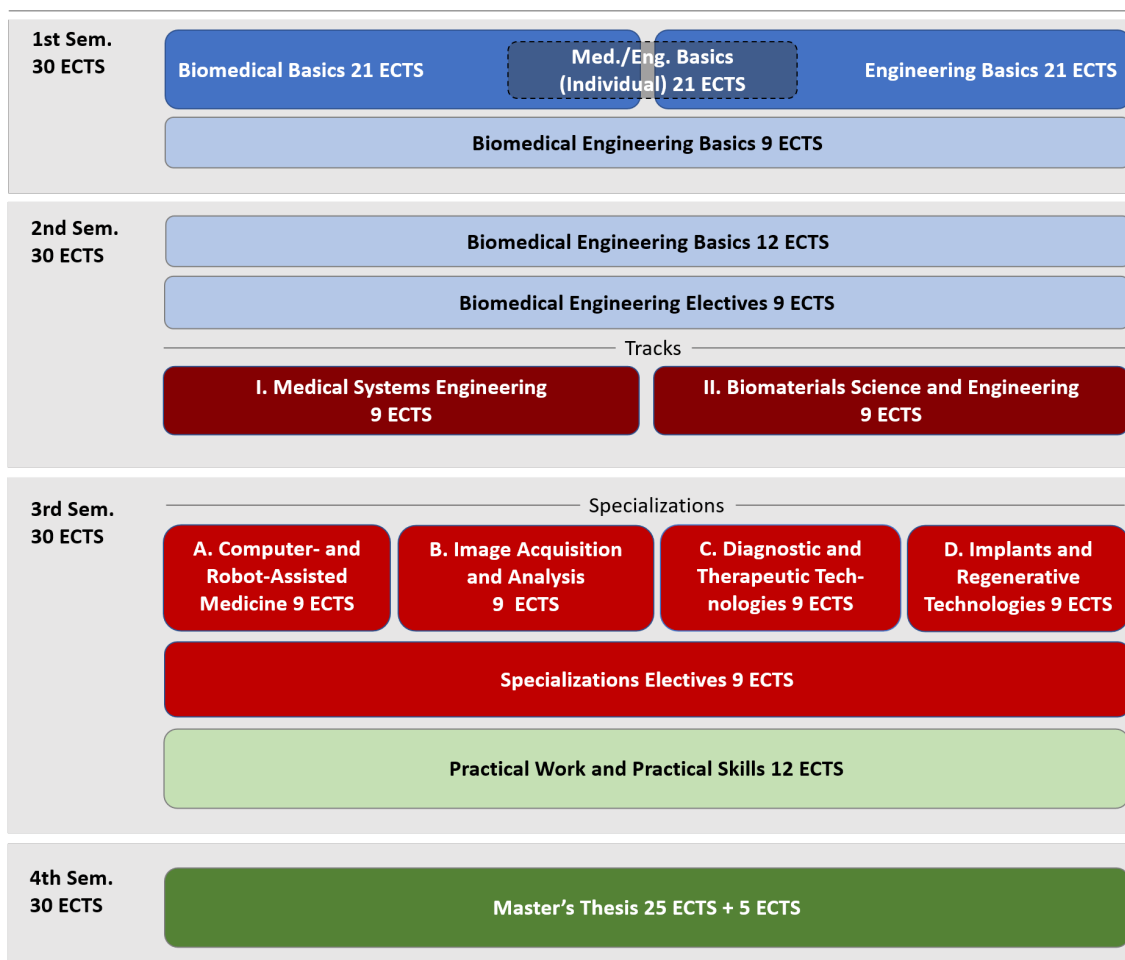 1st Sem.
30 ECTS
Biomedical Basics 21 ECTS
Med./Eng. Basics
(Individual) 21 ECTS
Engineering Basics 21 ECTS
Biomedical Engineering Basics 9 ECTS
2nd Sem.
30 ECTS
Biomedical Engineering Basics 12 ECTS
Biomedical Engineering Electives 9 ECTS
Tracks
I. Medical Systems Engineering
9 ECTS
II. Biomaterials Science and Engineering
9 ECTS
3rd Sem.
30 ECTS
Specializations
A. Computer- and
Robot-Assisted
Medicine 9 ECTS
B. Image Acquisition
and Analysis
9 ECTS
C. Diagnostic and
Therapeutic Tech-
nologies 9 ECTS
D. Implants and
Regenerative
Technologies 9 ECTS
Specializations Electives 9 ECTS
Practical Work and Practical Skills 12 ECTS
4th Sem.
30 ECTS
Master’s Thesis 25 ECTS + 5 ECTS